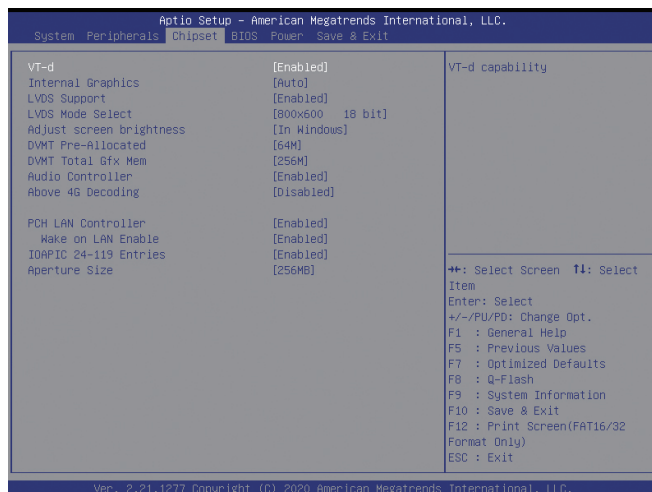 Aptio Setup – American Megatrends International, LLC.
System Peripherals Chipset BIOS Power Save & Exit
VT-d [Enabled]
Internal Graphics [Auto]
LVDS Support [Enabled]
LVDS Mode Select [800x600 18 bit]
Adjust screen brightness [In Windows]
DVMT Pre-Allocated [64M]
DVMT Total Gfx Mem [256M]
Audio Controller [Enabled]
Above 4G Decoding [Disabled]
PCH LAN Controller [Enabled]
Wake on LAN Enable [Enabled]
IOAPIC 24-119 Entries [Enabled]
Aperture Size [256MB]
VT-d capability
→←: Select Screen ↑↓: Select
Item
Enter: Select
+/-/PU/PD: Change Opt.
F1 : General Help
F5 : Previous Values
F7 : Optimized Defaults
F8 : Q-Flash
F9 : System Information
F10 : Save & Exit
F12 : Print Screen(FAT16/32
Format Only)
ESC : Exit
Ver. 2.21.1277 Copyright (C) 2020 American Megatrends International, LLC.